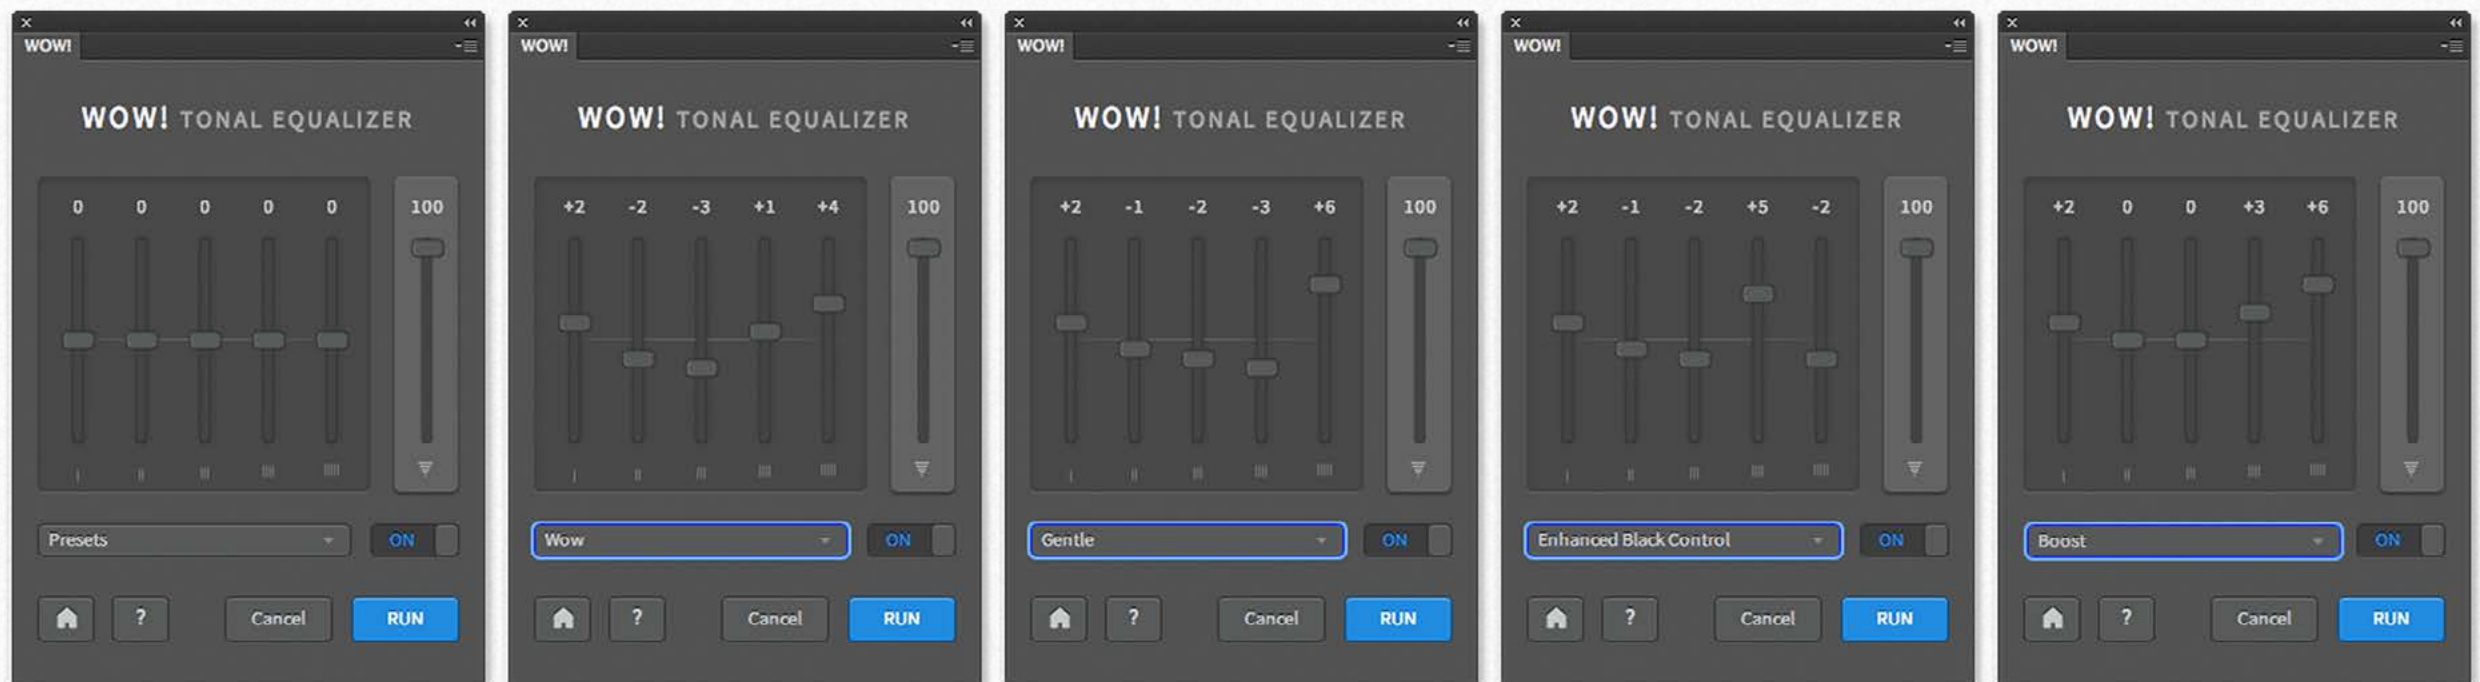 WOW!
WOW! TONAL EQUALIZER
0 0 0 0 0 100
Presets ON
? Cancel RUN
WOW!
WOW! TONAL EQUALIZER
+2 -2 -3 +1 +4 100
Wow ON
? Cancel RUN
WOW!
WOW! TONAL EQUALIZER
+2 -1 -2 -3 +6 100
Gentle ON
? Cancel RUN
WOW!
WOW! TONAL EQUALIZER
+2 -1 -2 +5 -2 100
Enhanced Black Control ON
? Cancel RUN
WOW!
WOW! TONAL EQUALIZER
+2 0 0 +3 +6 100
Boost ON
? Cancel RUN